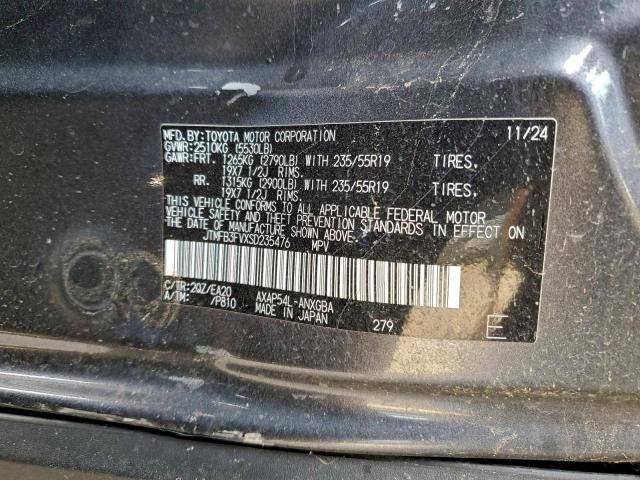 MFD. BY: TOYOTA MOTOR CORPORATION 11/24
GVWR: 2510KG (5530LB)
GAWR: FRT. 1265KG (2790LB) WITH 235/55R19 TIRES.
19X7 1/2J RIMS.
RR. 1315KG (2900LB) WITH 235/55R19 TIRES.
19X7 1/2J RIMS.
THIS VEHICLE CONFORMS TO ALL APPLICABLE FEDERAL MOTOR
VEHICLE SAFETY AND THEFT PREVENTION STANDARDS IN EFFECT ON
THE DATE OF MANUFACTURE SHOWN ABOVE.
JTMFB3FVXSD235476 MPV
C/TR: 2QZ/EA20 AXAP54L-ANXGBA
A/TM: /P810 MADE IN JAPAN 279 E